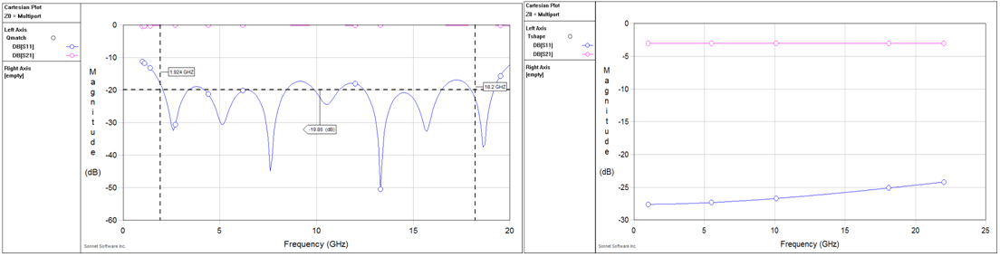 Cartesian Plot
Z0 = Multiport
Left Axis
Qmatch
DB[S11]
DB[S21]
Right Axis
[empty]
Magnitude
(dB)
0
-10
-20
-30
-40
-50
-60
1.924 GHZ
18.2 GHZ
-19.86 (dB)
0
5
10
15
20
Frequency (GHz)
Sonnet Software Inc.
Cartesian Plot
Z0 = Multiport
Left Axis
Tshape
DB[S11]
DB[S21]
Right Axis
[empty]
Magnitude
(dB)
0
-5
-10
-15
-20
-25
-30
0
5
10
15
20
25
Frequency (GHz)
Sonnet Software Inc.